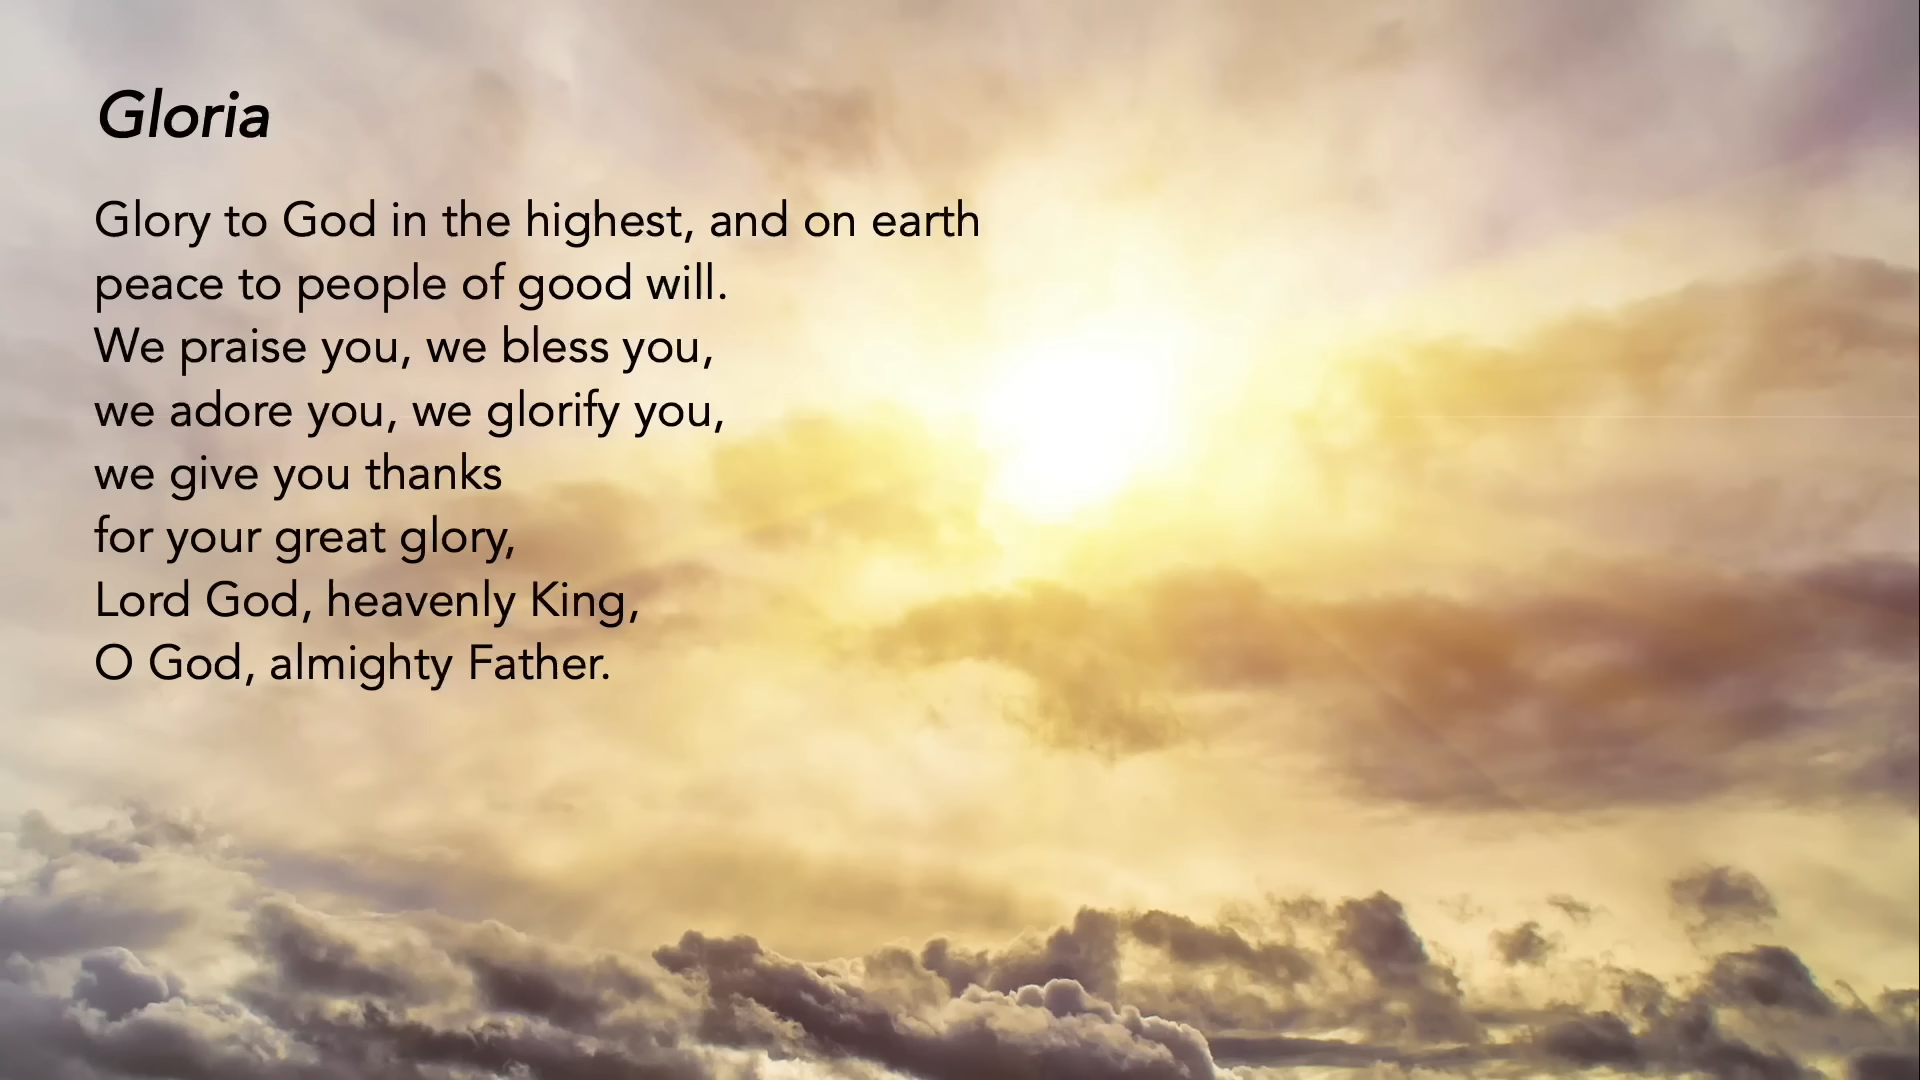 Gloria
Glory to God in the highest, and on earth
peace to people of good will.
We praise you, we bless you,
we adore you, we glorify you,
we give you thanks
for your great glory,
Lord God, heavenly King,
O God, almighty Father.